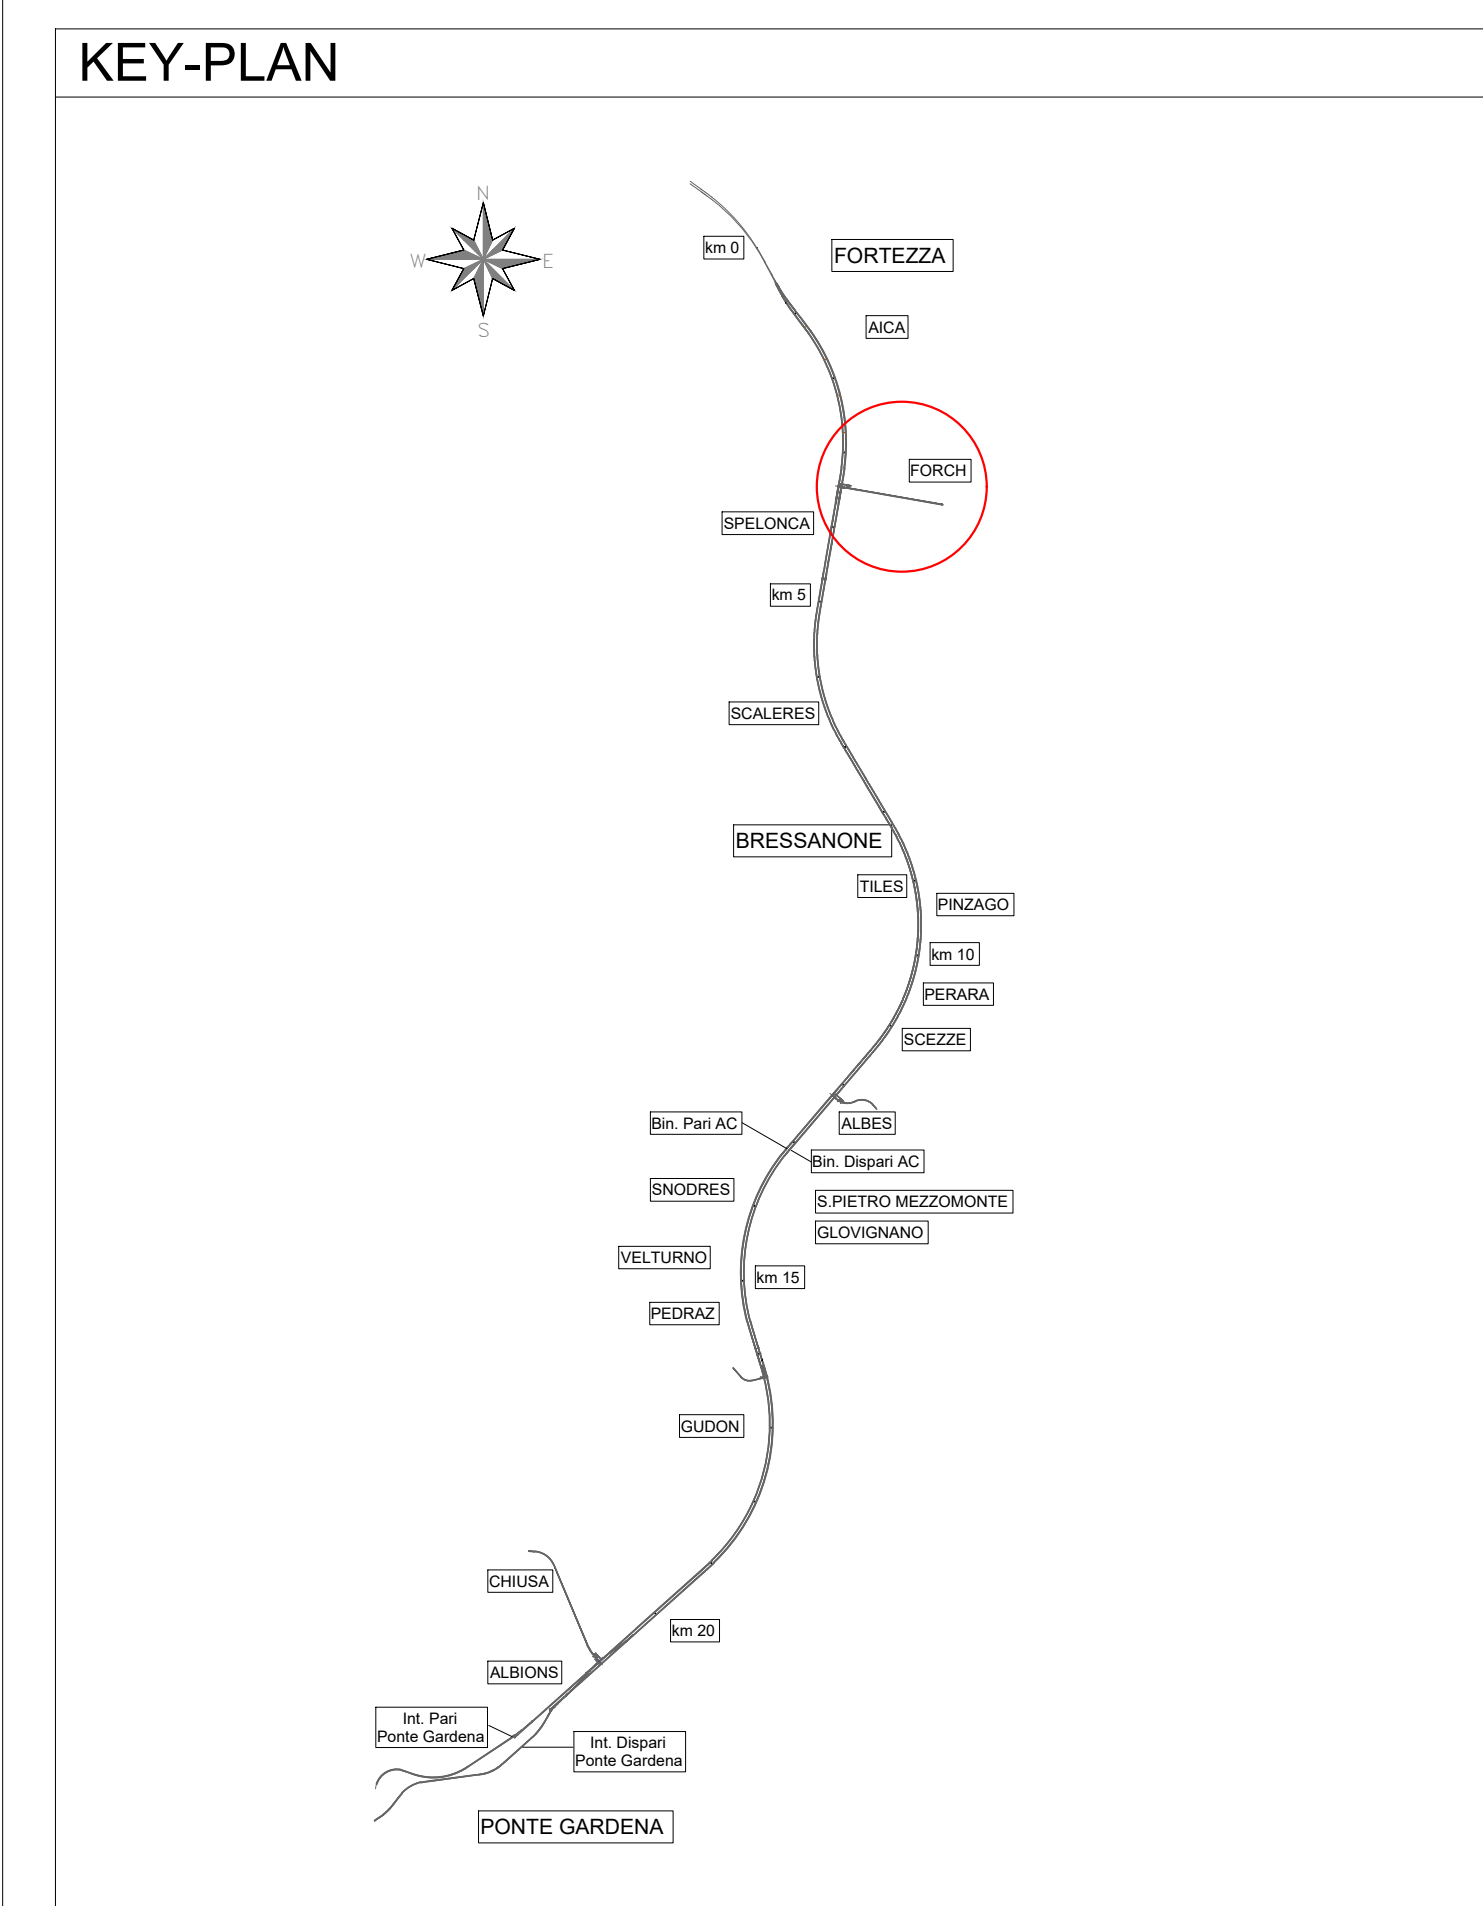 KEY-PLAN
N
W
E
S
km 0
FORTEZZA
AICA
FORCH
SPELONCA
km 5
SCALERES
BRESSANONE
TILES
PINZAGO
km 10
PERARA
SCEZZE
Bin. Pari AC
ALBES
Bin. Dispari AC
SNODRES
S.PIETRO MEZZOMONTE
GLOVIGNANO
VELTURNO
km 15
PEDRAZ
GUDON
CHIUSA
km 20
ALBIONS
Int. Pari
Ponte Gardena
Int. Dispari
Ponte Gardena
PONTE GARDENA